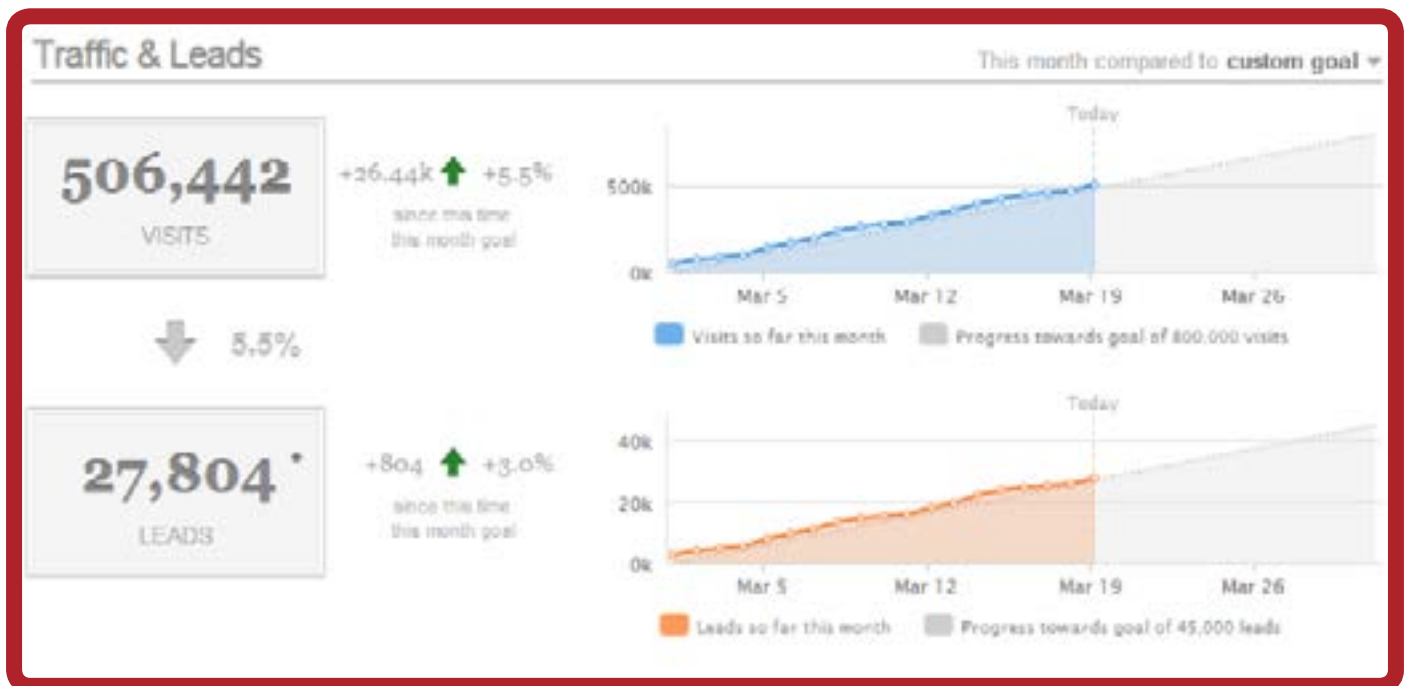 Traffic & Leads
This month compared to custom goal
506,442
VISITS
+26.44k +5.5%
since this time
this month goal
Today
500k
0k
Mar 5 Mar 12 Mar 19 Mar 26
Visits so far this month Progress towards goal of 800,000 visits
5.5%
27,804 *
LEADS
+804 +3.0%
since this time
this month goal
Today
40k
20k
0k
Mar 5 Mar 12 Mar 19 Mar 26
Leads so far this month Progress towards goal of 45,000 leads